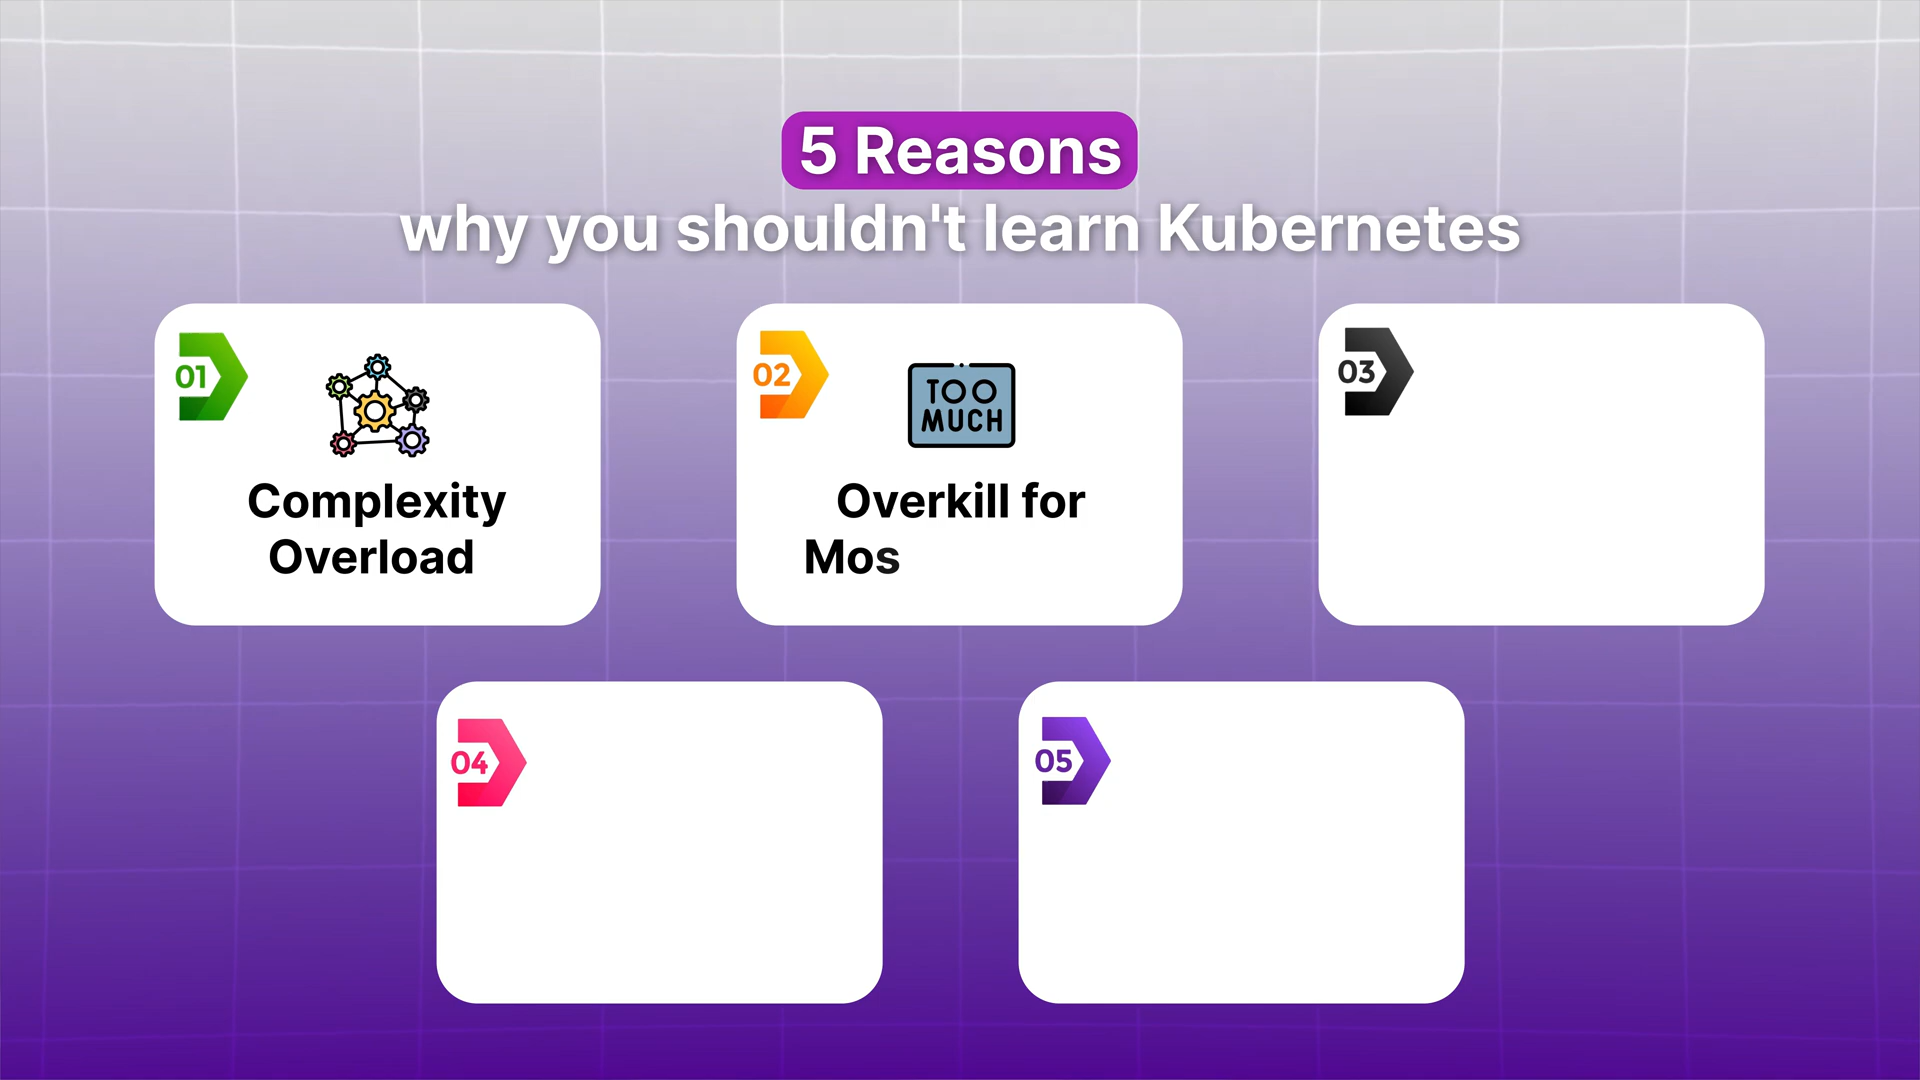 5 Reasons
why you shouldn't learn Kubernetes
01
TOO
MUCH
Complexity
Overload
02
Overkill for
Mos
03
04
05